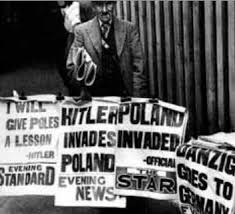 I WILL
GIVE POLES
A LESSON
-HITLER
EVENING
STANDARD
HITLER
INVADES
POLAND
EVENING
NEWS
POLAND
INVADED
-OFFICIAL
THE
STAR
DANZIG
GOES TO
GERMANY